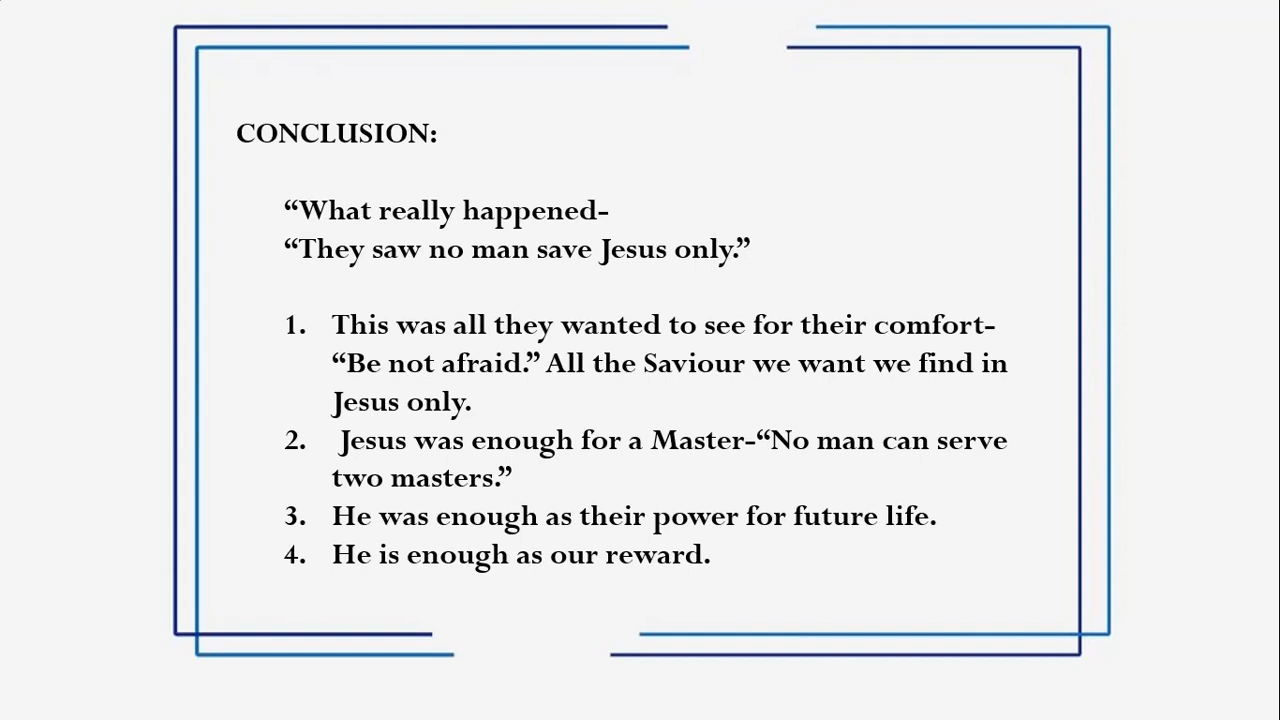 CONCLUSION:
“What really happened-
“They saw no man save Jesus only.”
1. This was all they wanted to see for their comfort-
“Be not afraid.” All the Saviour we want we find in
Jesus only.
2. Jesus was enough for a Master-“No man can serve
two masters.”
3. He was enough as their power for future life.
4. He is enough as our reward.